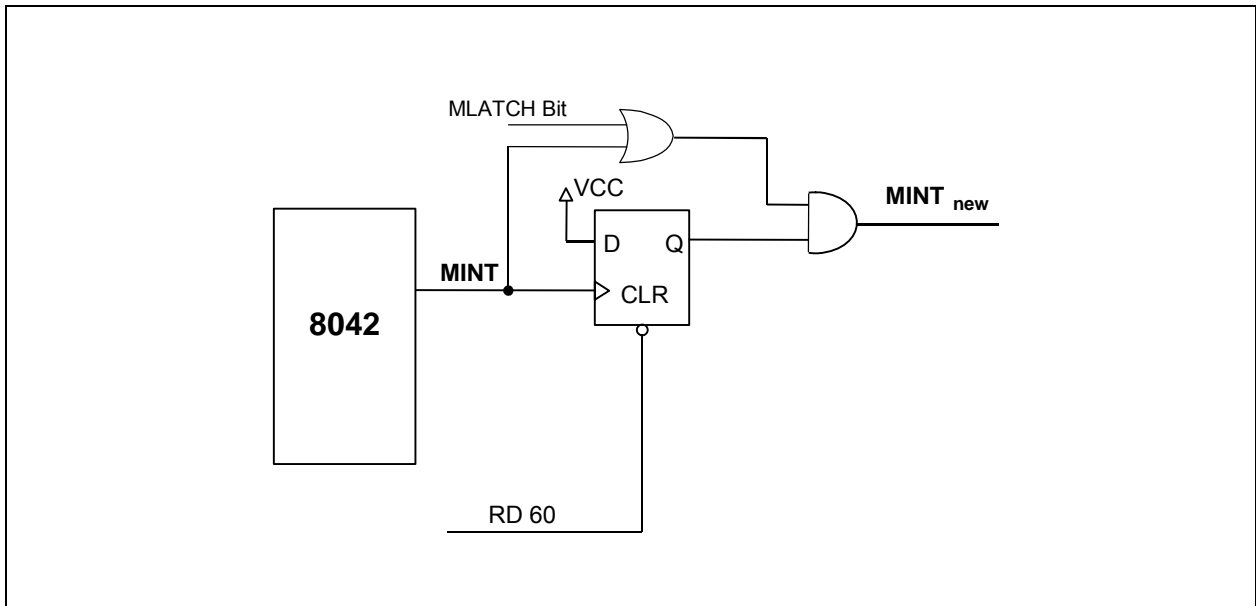 MLATCH Bit
VCC
MINT new
D Q
MINT
CLR
8042
RD 60